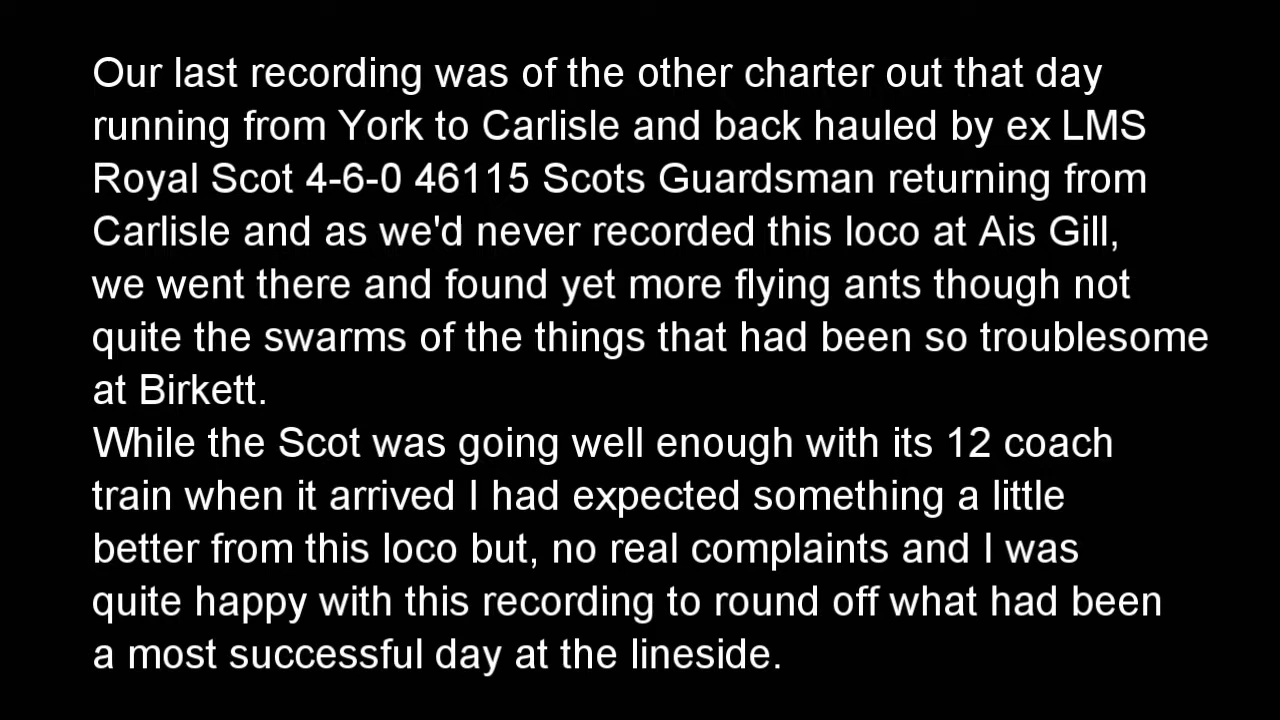 Our last recording was of the other charter out that day
running from York to Carlisle and back hauled by ex LMS
Royal Scot 4-6-0 46115 Scots Guardsman returning from
Carlisle and as we'd never recorded this loco at Ais Gill,
we went there and found yet more flying ants though not
quite the swarms of the things that had been so troublesome
at Birkett.
While the Scot was going well enough with its 12 coach
train when it arrived I had expected something a little
better from this loco but, no real complaints and I was
quite happy with this recording to round off what had been
a most successful day at the lineside.